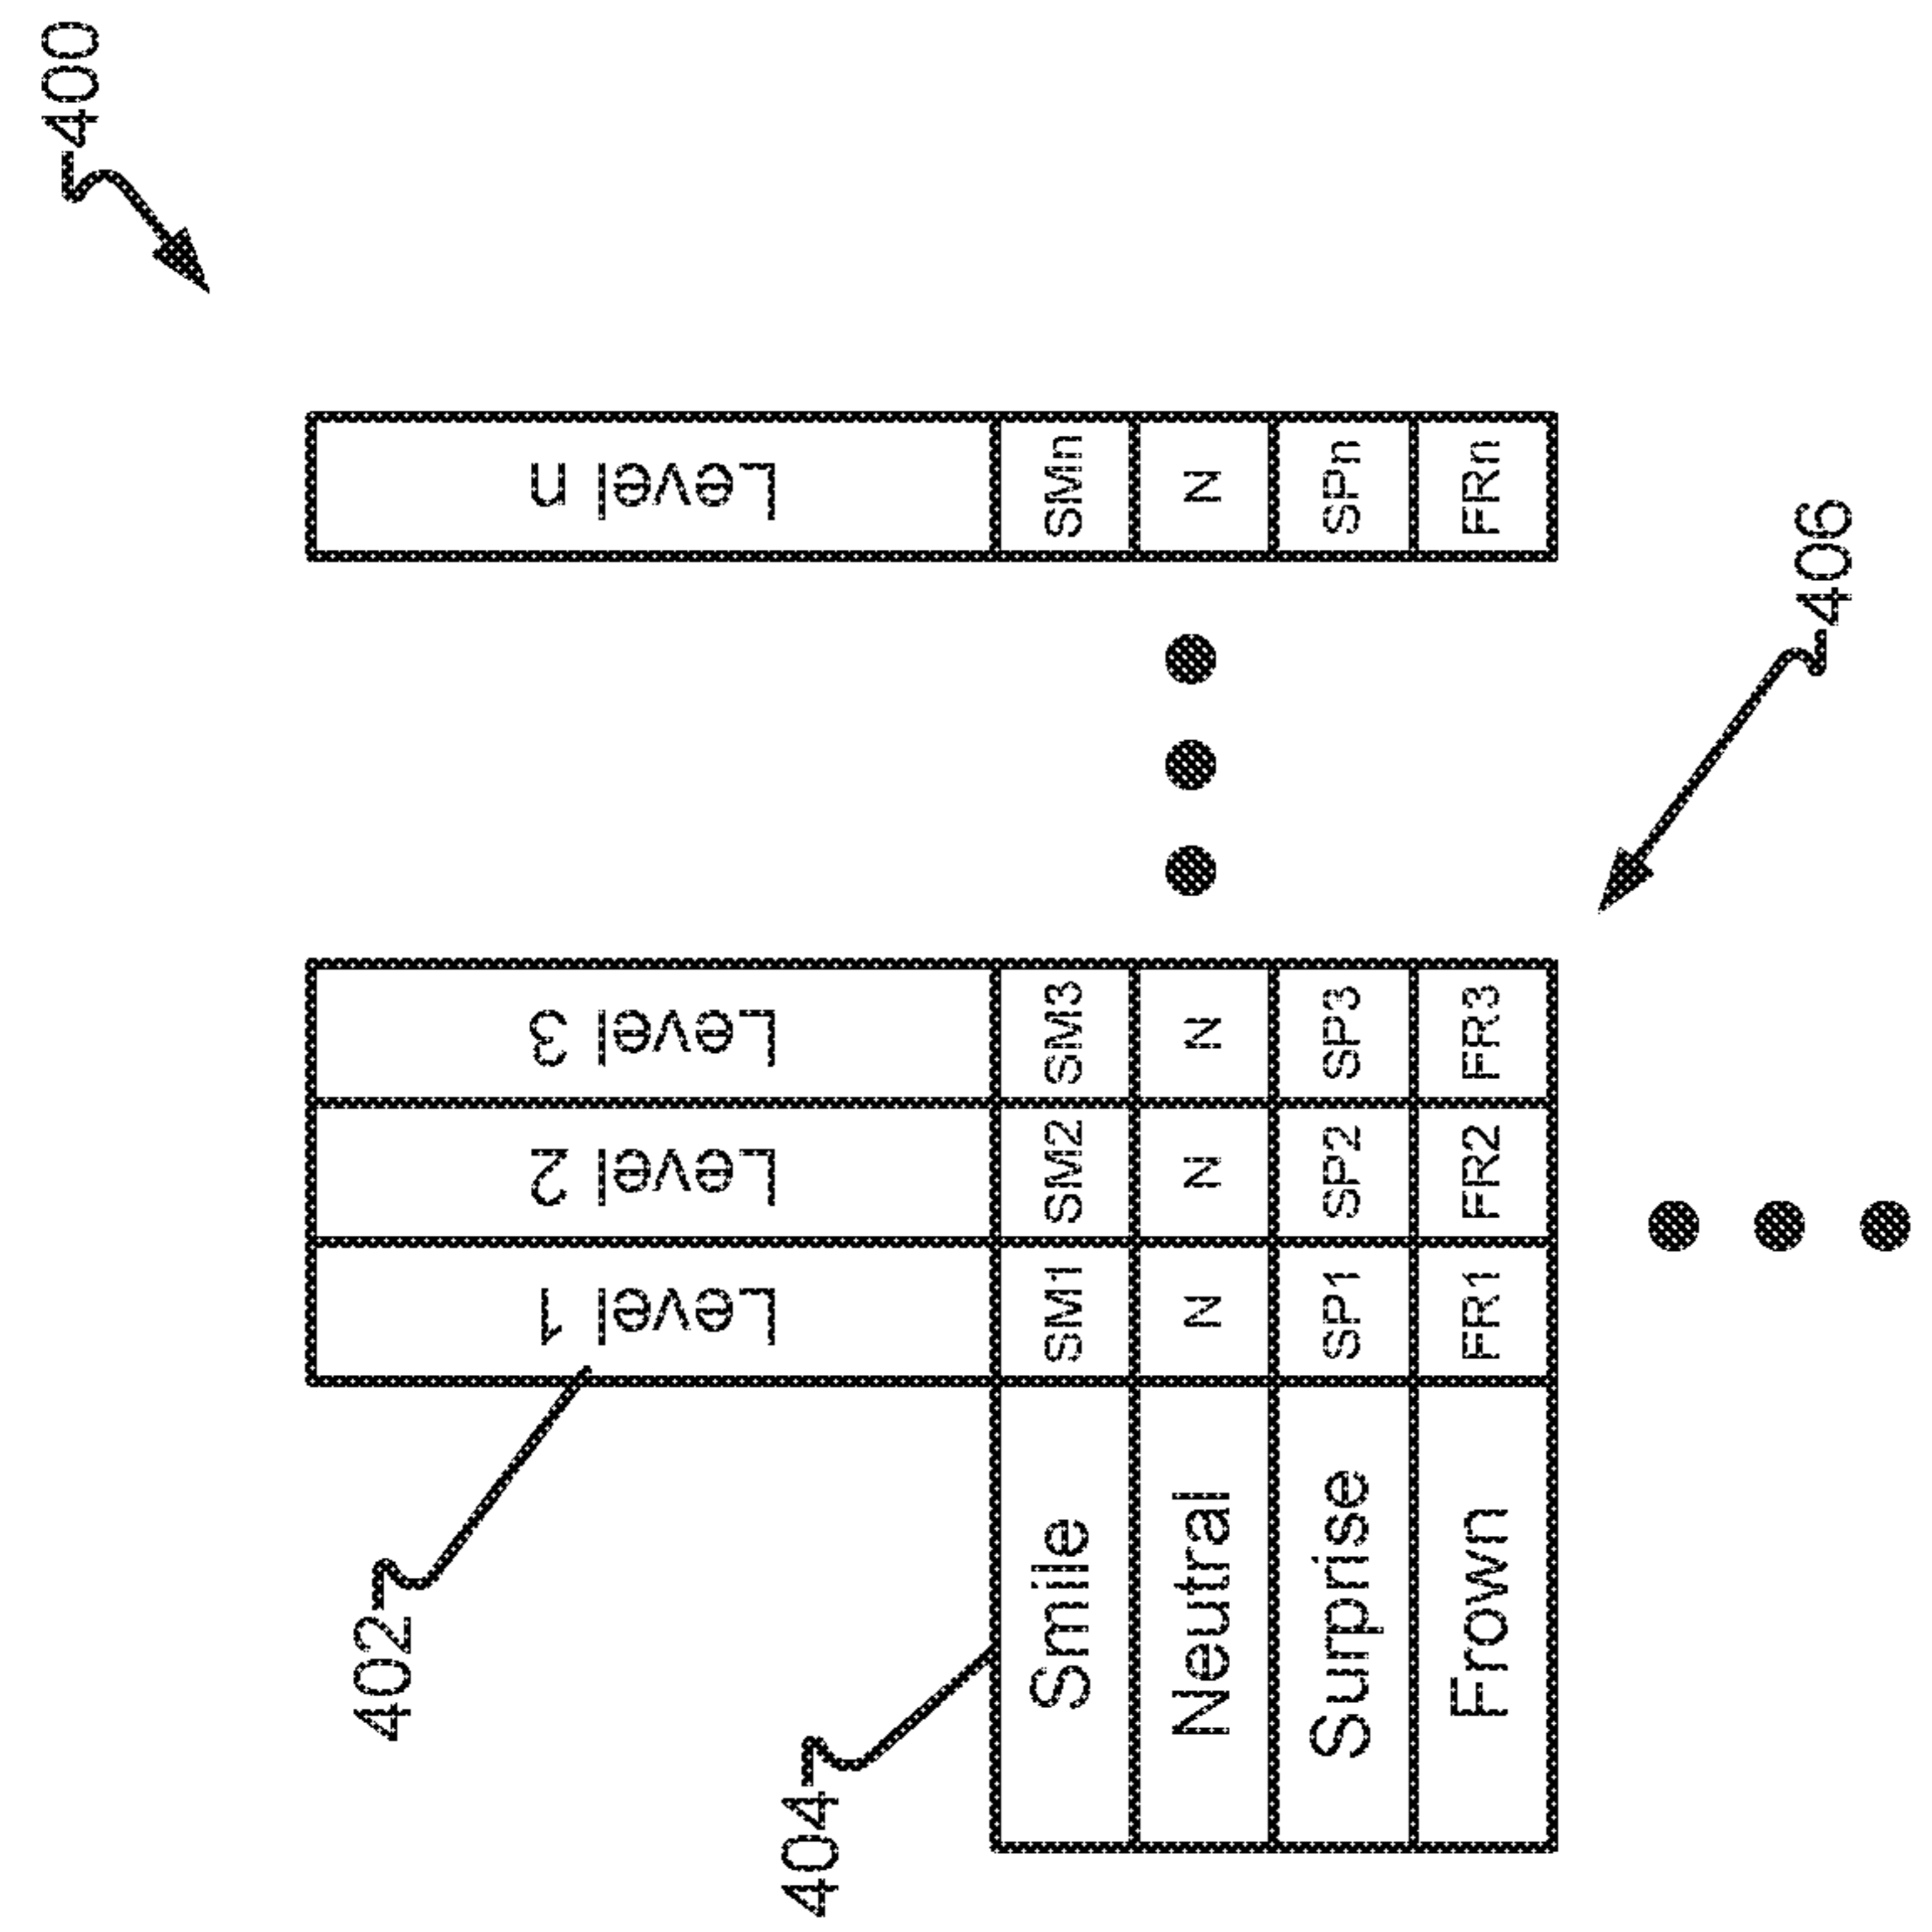 400
402
Level 1
Level 2
Level 3
Level n
404
Smile SM1 SM2 SM3 SMn
Neutral N N N N
Surprise SP1 SP2 SP3 SPn
Frown FR1 FR2 FR3 FRn
406